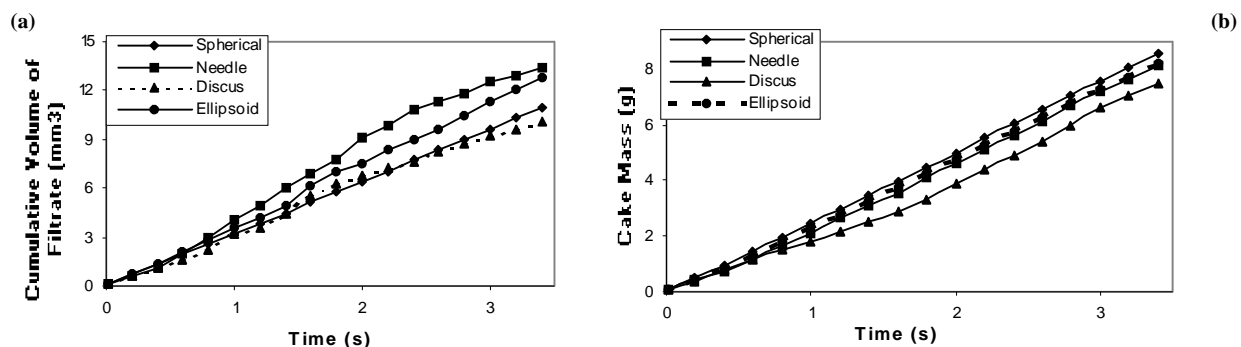 (a)
Cumulative Volume of
Filtrate (mm3)
15
12
9
6
3
0
0
1
2
3
Time (s)
Spherical
Needle
Discus
Ellipsoid
(b)
Cake Mass (g)
8
6
4
2
0
0
1
2
3
Time (s)
Spherical
Needle
Discus
Ellipsoid